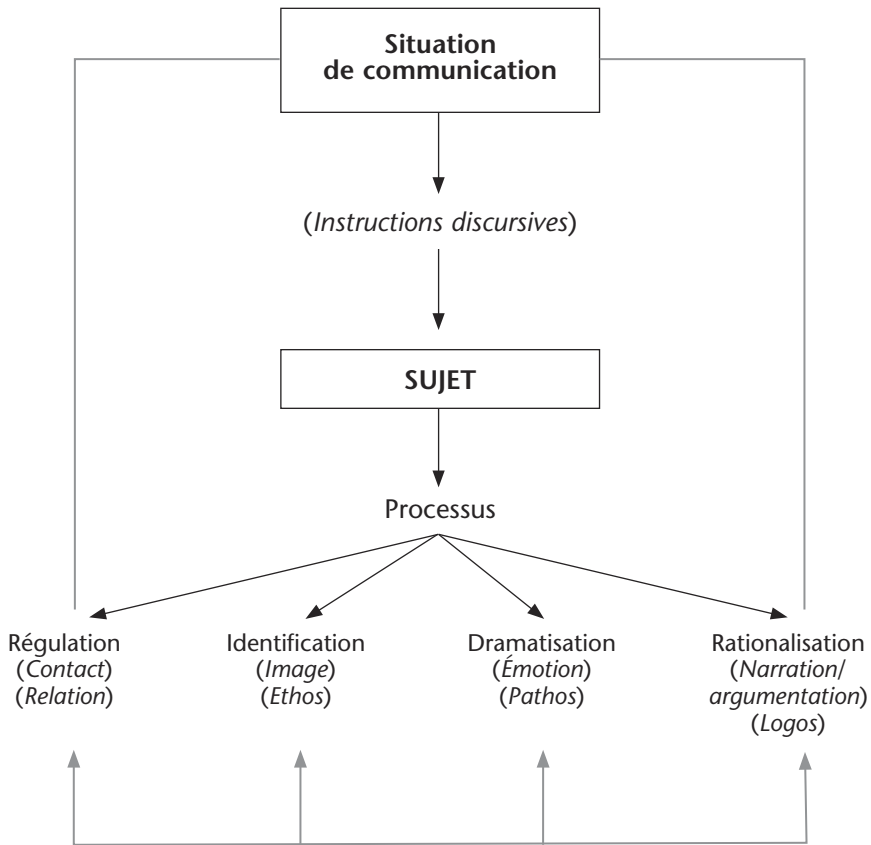 Situation
de communication
(Instructions discursives)
SUJET
Processus
Régulation
(Contact)
(Relation)
Identification
(Image)
(Ethos)
Dramatisation
(Émotion)
(Pathos)
Rationalisation
(Narration/
argumentation)
(Logos)